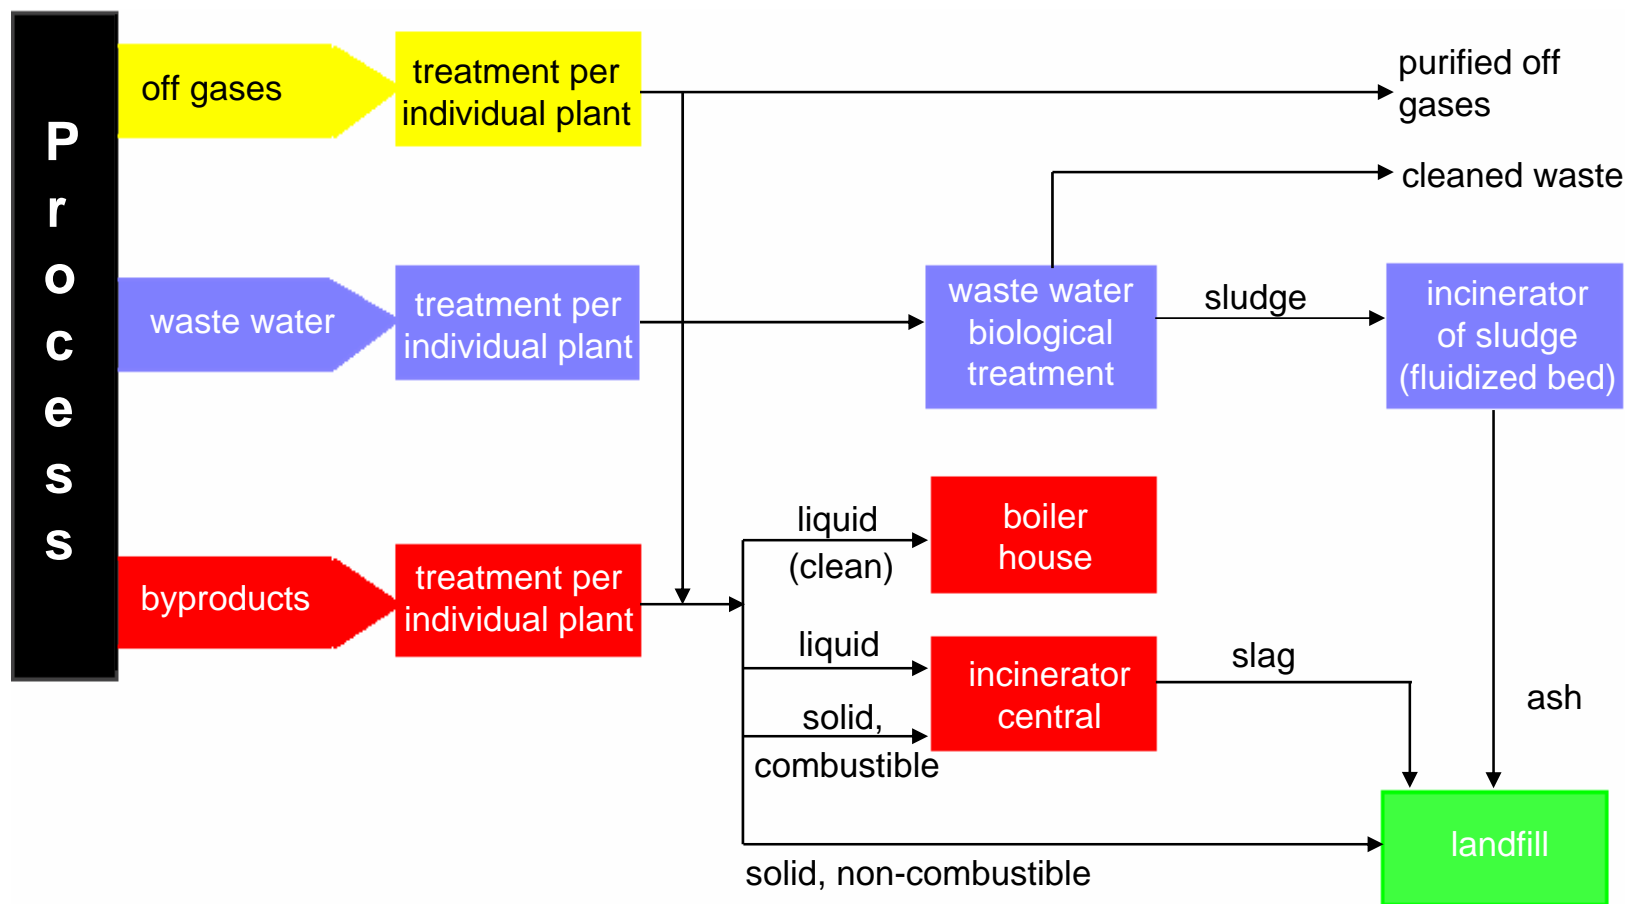 Process
off gases
treatment per
individual plant
purified off
gases
cleaned waste
waste water
treatment per
individual plant
waste water
biological
treatment
sludge
incinerator
of sludge
(fluidized bed)
byproducts
treatment per
individual plant
liquid
(clean)
boiler
house
liquid
solid,
combustible
incinerator
central
slag
ash
solid, non-combustible
landfill